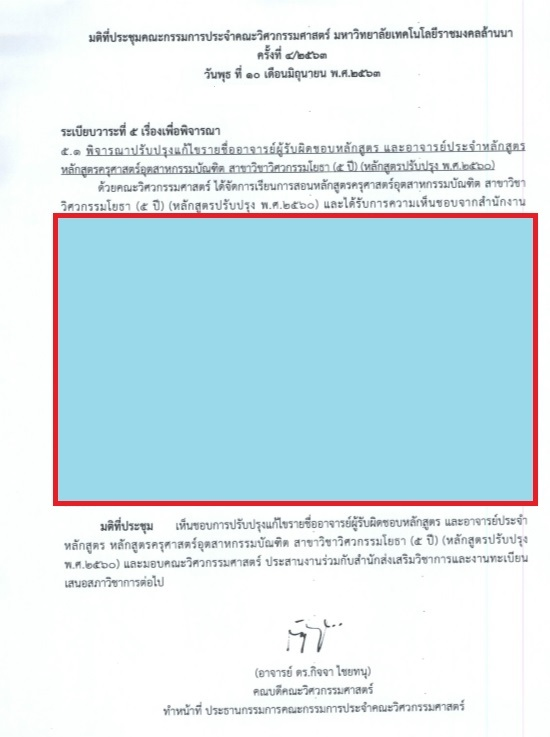 มติที่ประชุมคณะกรรมการประจำคณะวิศวกรรมศาสตร์ มหาวิทยาลัยเทคโนโลยีราชมงคลล้านนา
ครั้งที่ ๔/๒๕๖๓
วันพุธ ที่ ๑๐ เดือนมิถุนายน พ.ศ.๒๕๖๓
ระเบียบวาระที่ ๕ เรื่องเพื่อพิจารณา
๕.๑ พิจารณาปรับปรุงแก้ไขรายชื่ออาจารย์ผู้รับผิดชอบหลักสูตร และอาจารย์ประจำหลักสูตร
หลักสูตรครุศาสตร์อุตสาหกรรมบัณฑิต สาขาวิชาวิศวกรรมโยธา (๕ ปี) (หลักสูตรปรับปรุง พ.ศ.๒๕๖๐)
ด้วยคณะวิศวกรรมศาสตร์ ได้จัดการเรียนการสอนหลักสูตรครุศาสตร์อุตสาหกรรมบัณฑิต สาขาวิชา
วิศวกรรมโยธา (๕ ปี) (หลักสูตรปรับปรุง พ.ศ.๒๕๖๐) และได้รับการความเห็นชอบจากสำนักงาน
มติที่ประชุม เห็นชอบการปรับปรุงแก้ไขรายชื่ออาจารย์ผู้รับผิดชอบหลักสูตร และอาจารย์ประจำ
หลักสูตร หลักสูตรครุศาสตร์อุตสาหกรรมบัณฑิต สาขาวิชาวิศวกรรมโยธา (๕ ปี) (หลักสูตรปรับปรุง
พ.ศ.๒๕๖๐) และมอบคณะวิศวกรรมศาสตร์ ประสานงานร่วมกับสำนักส่งเสริมวิชาการและงานทะเบียน
เสนอสภาวิชาการต่อไป
(อาจารย์ ดร.กิจจา ไชยทนุ)
คณบดีคณะวิศวกรรมศาสตร์
ทำหน้าที่ ประธานกรรมการคณะกรรมการประจำคณะวิศวกรรมศาสตร์